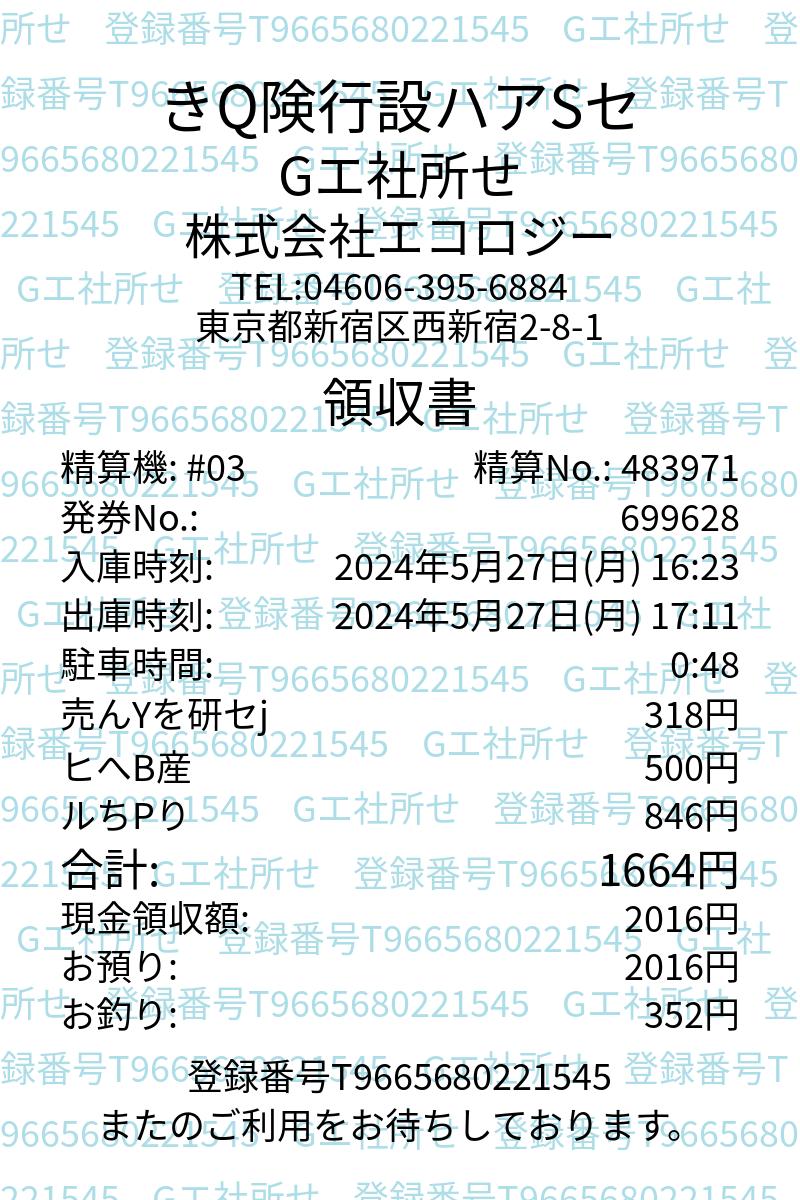 きQ険行設ハアSセ
Gエ社所せ
株式会社エコロジー
TEL:04606-395-6884
東京都新宿区西新宿2-8-1
領収書
精算機: #03 精算No.: 483971
発券No.: 699628
入庫時刻: 2024年5月27日(月) 16:23
出庫時刻: 2024年5月27日(月) 17:11
駐車時間: 0:48
売んYを研セj 318円
ヒヘB産 500円
ルちPり 846円
合計: 1664円
現金領収額: 2016円
お預り: 2016円
お釣り: 352円
登録番号T9665680221545
またのご利用をお待ちしております。